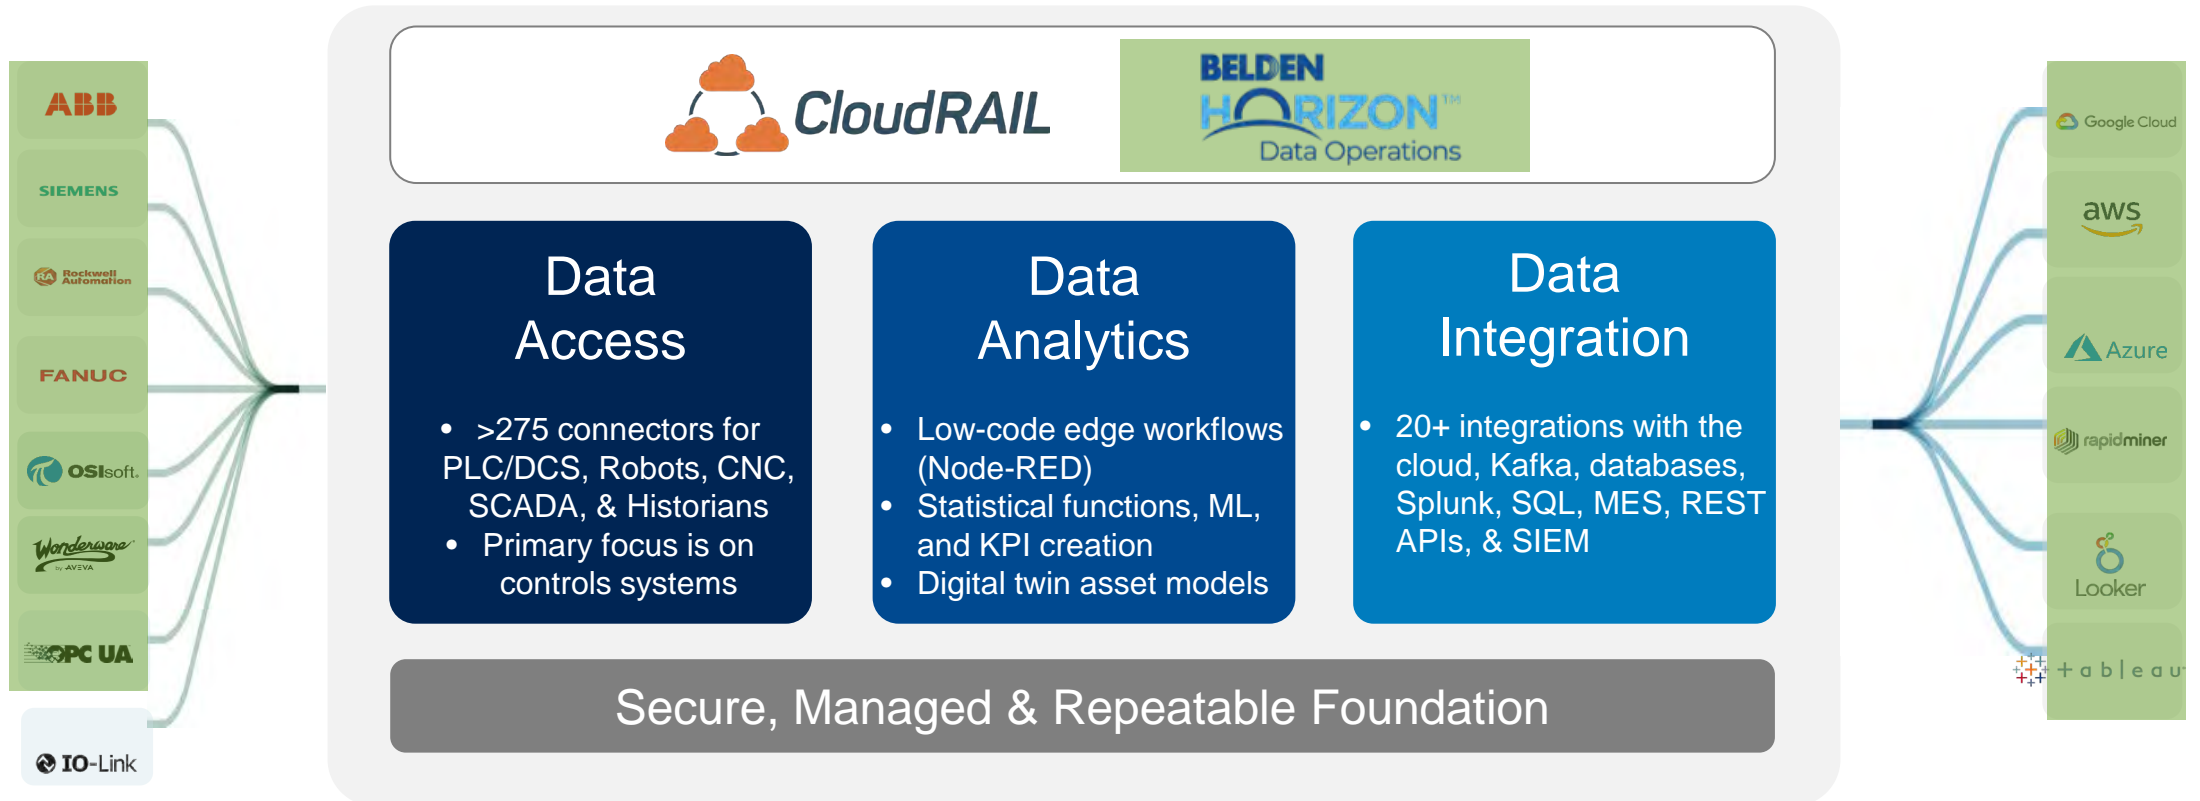 ABB
SIEMENS
RA Rockwell
Automation
FANUC
OSIsoft.
Wonderware
by AVEVA
OPC UA
IO-Link
CloudRAIL
BELDEN
HORIZON™
Data Operations
Data
Access
• >275 connectors for
PLC/DCS, Robots, CNC,
SCADA, & Historians
• Primary focus is on
controls systems
Data
Analytics
• Low-code edge workflows
(Node-RED)
• Statistical functions, ML,
and KPI creation
• Digital twin asset models
Data
Integration
• 20+ integrations with the
cloud, Kafka, databases,
Splunk, SQL, MES, REST
APIs, & SIEM
Secure, Managed & Repeatable Foundation
Google Cloud
aws
Azure
rapidminer
Looker
+ableau